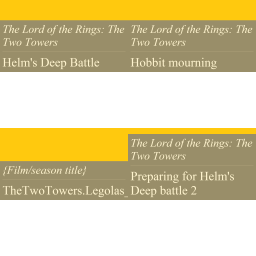 The Lord of the Rings: The
Two Towers
Helm's Deep Battle
The Lord of the Rings: The
Two Towers
Hobbit mourning
{Film/season title}
TheTwoTowers.Legolas_
The Lord of the Rings: The
Two Towers
Preparing for Helm's
Deep battle 2